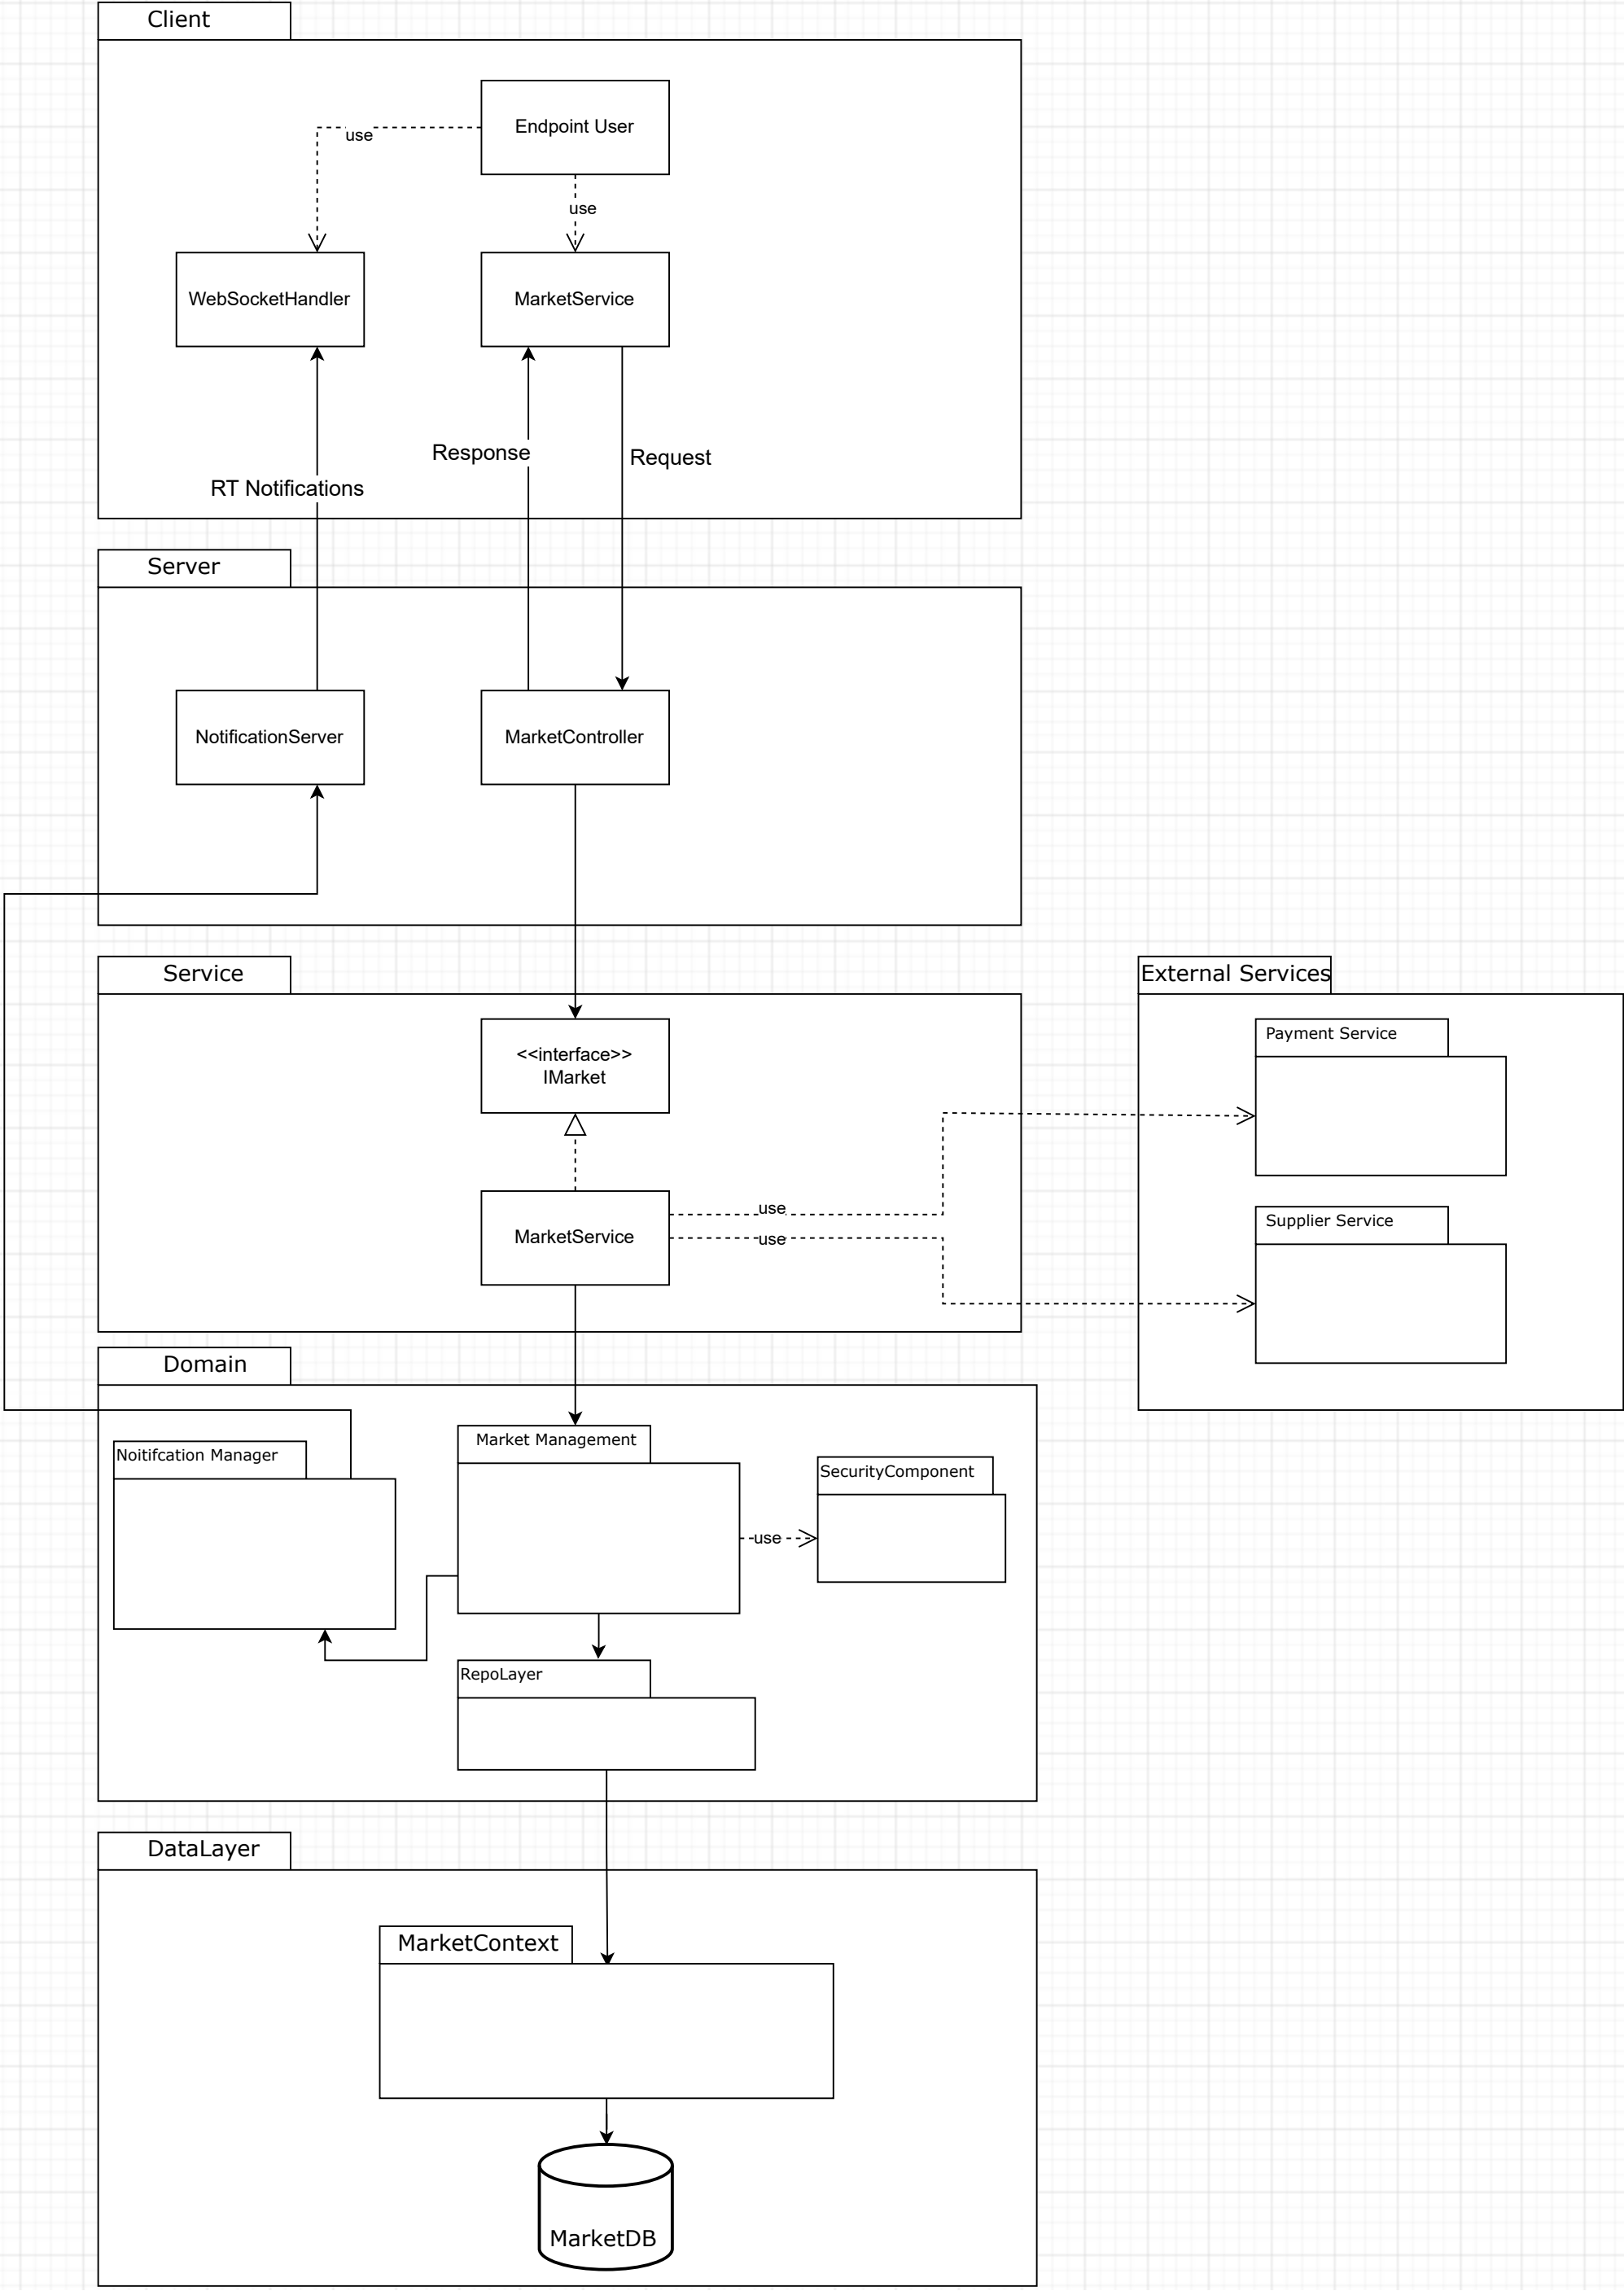 Client
Endpoint User
use
use
WebSocketHandler
MarketService
Response
Request
RT Notifications
Server
NotificationServer
MarketController
Service
External Services
<<interface>>
IMarket
Payment Service
MarketService
use
use
Supplier Service
Domain
Noitifcation Manager
Market Management
SecurityComponent
use
RepoLayer
DataLayer
MarketContext
MarketDB